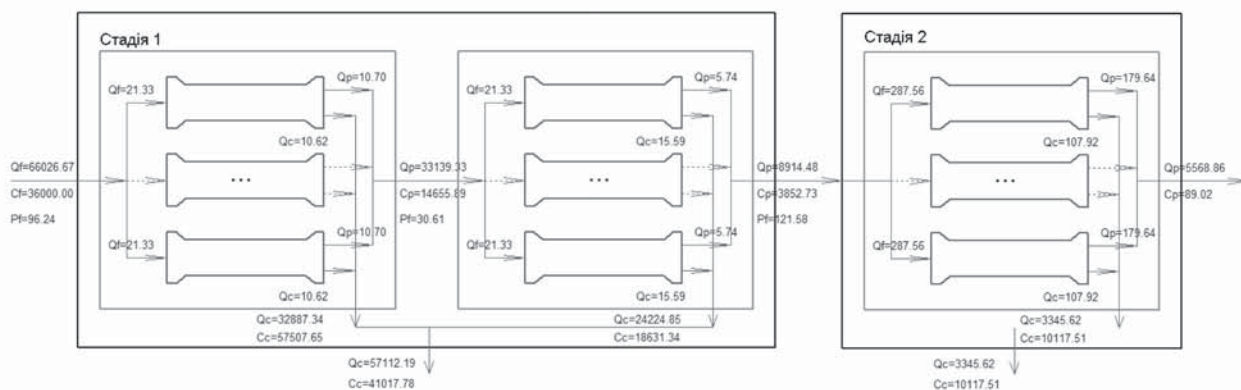 Стадія 1
Qf=66026.67
Cf=36000.00
Pf=96.24
Qf=21.33
Qp=10.70
Qc=10.62
...
Qf=21.33
Qp=10.70
Qc=10.62
Qc=32887.34
Cc=57507.65
Qp=33139.33
Cp=14655.89
Pf=30.61
Qf=21.33
Qp=5.74
Qc=15.59
...
Qf=21.33
Qp=5.74
Qc=15.59
Qc=24224.85
Cc=18631.34
Qc=57112.19
Cc=41017.78
Qp=8914.48
Cp=3852.73
Pf=121.58
Стадія 2
Qf=287.56
Qp=179.64
Qc=107.92
...
Qf=287.56
Qp=179.64
Qc=107.92
Qc=3345.62
Cc=10117.51
Qc=3345.62
Cc=10117.51
Qp=5568.86
Cp=89.02